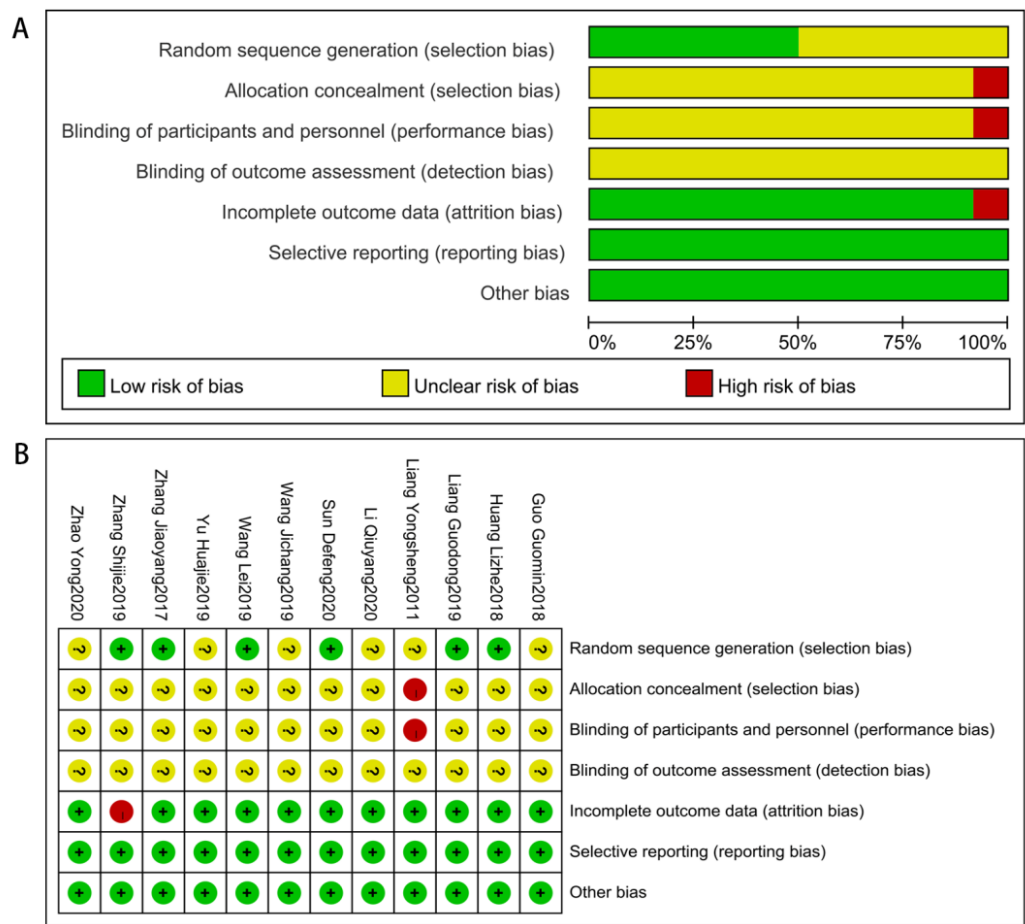 A
Random sequence generation (selection bias)
Allocation concealment (selection bias)
Blinding of participants and personnel (performance bias)
Blinding of outcome assessment (detection bias)
Incomplete outcome data (attrition bias)
Selective reporting (reporting bias)
Other bias
0% 25% 50% 75% 100%
Low risk of bias Unclear risk of bias High risk of bias
B
Zhao Yong2020
Zhang Shijie2019
Zhang Jiaoyang2017
Yu Huajie2019
Wang Lei2019
Wang Jichang2019
Sun Defeng2020
Li Qiuyang2020
Liang Yongsheng2011
Liang Guodong2019
Huang Lizhe2018
Guo Guomin2018
? + + ? + ? + ? ? + + ? Random sequence generation (selection bias)
? ? ? ? ? ? ? ? - ? ? ? Allocation concealment (selection bias)
? ? ? ? ? ? ? ? - ? ? ? Blinding of participants and personnel (performance bias)
? ? ? ? ? ? ? ? ? ? ? ? Blinding of outcome assessment (detection bias)
+ - + + + + + + + + + + Incomplete outcome data (attrition bias)
+ + + + + + + + + + + + Selective reporting (reporting bias)
+ + + + + + + + + + + + Other bias